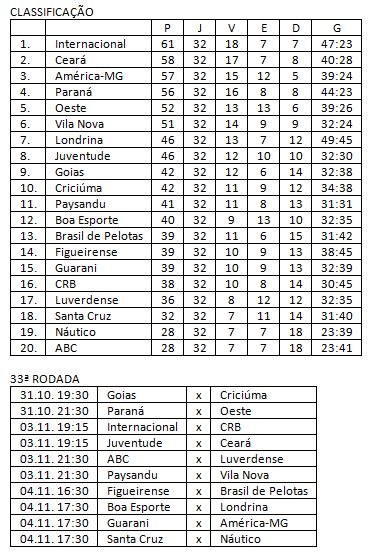 CLASSIFICAÇÃO
P J V E D G
1. Internacional 61 32 18 7 7 47:23
2. Ceará 58 32 17 7 8 40:28
3. América-MG 57 32 15 12 5 39:24
4. Paraná 56 32 16 8 8 44:23
5. Oeste 52 32 13 13 6 39:26
6. Vila Nova 51 32 14 9 9 32:24
7. Londrina 46 32 13 7 12 49:45
8. Juventude 46 32 12 10 10 32:30
9. Goias 42 32 12 6 14 32:38
10. Criciúma 42 32 11 9 12 34:38
11. Paysandu 41 32 11 8 13 31:31
12. Boa Esporte 40 32 9 13 10 32:35
13. Brasil de Pelotas 39 32 11 6 15 31:42
14. Figueirense 39 32 10 9 13 38:45
15. Guarani 39 32 10 9 13 32:39
16. CRB 38 32 10 8 14 30:45
17. Luverdense 36 32 8 12 12 32:35
18. Santa Cruz 32 32 7 11 14 31:40
19. Náutico 28 32 7 7 18 23:39
20. ABC 28 32 7 7 18 23:41
33ª RODADA
31.10. 19:30 Goias x Criciúma
31.10. 21:30 Paraná x Oeste
03.11. 19:15 Internacional x CRB
03.11. 19:15 Juventude x Ceará
03.11. 21:30 ABC x Luverdense
03.11. 21:30 Paysandu x Vila Nova
04.11. 16:30 Figueirense x Brasil de Pelotas
04.11. 17:30 Boa Esporte x Londrina
04.11. 17:30 Guarani x América-MG
04.11. 17:30 Santa Cruz x Náutico